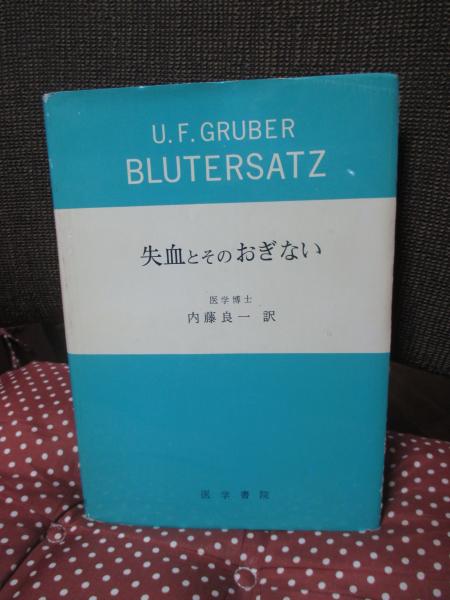 U.F. GRUBER
BLUTERSATZ
失血とそのおぎない
医学博士
内藤良一 訳
医学書院